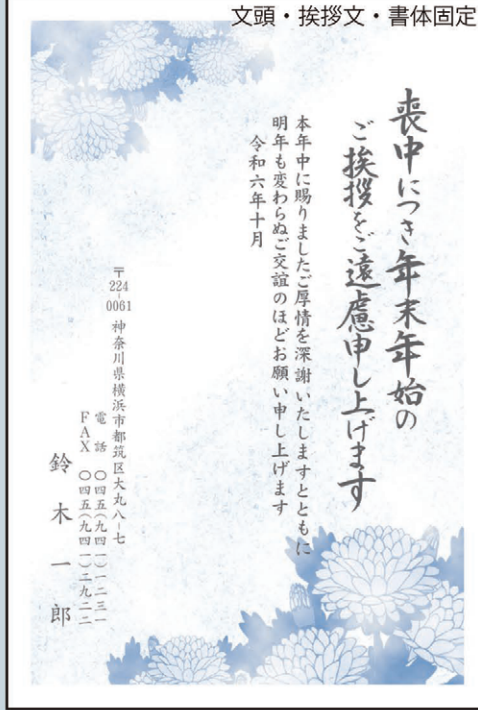 文頭・挨拶文・書体固定
喪中につき年末年始の
ご挨拶をご遠慮申し上げます
本年中に賜りましたご厚情を深謝いたしますとともに
明年も変わらぬご交誼のほどお願い申し上げます
令和六年十月
〒224-0061
神奈川県横浜市都筑区大丸八-七
電話 〇四五(九四一)一二三一
FAX 〇四五(九四一)二九二二
鈴木一郎